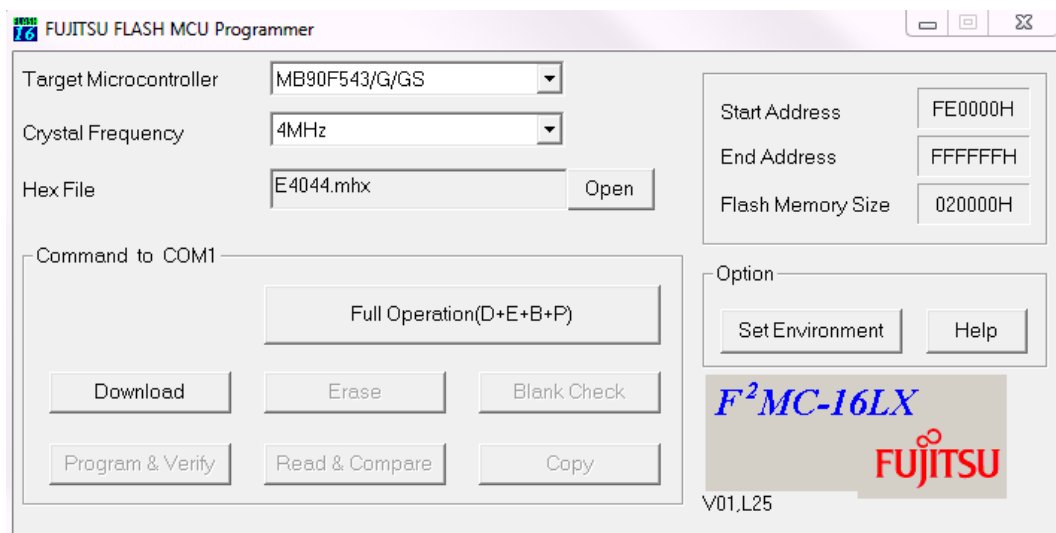 FLASH
16
FUJITSU FLASH MCU Programmer
Target Microcontroller
MB90F543/G/GS
Crystal Frequency
4MHz
Hex File
E4044.mhx
Open
Start Address
FE0000H
End Address
FFFFFFH
Flash Memory Size
020000H
Command to COM1
Full Operation(D+E+B+P)
Download
Erase
Blank Check
Program & Verify
Read & Compare
Copy
Option
Set Environment
Help
F²MC-16LX
FUJITSU
V01,L25